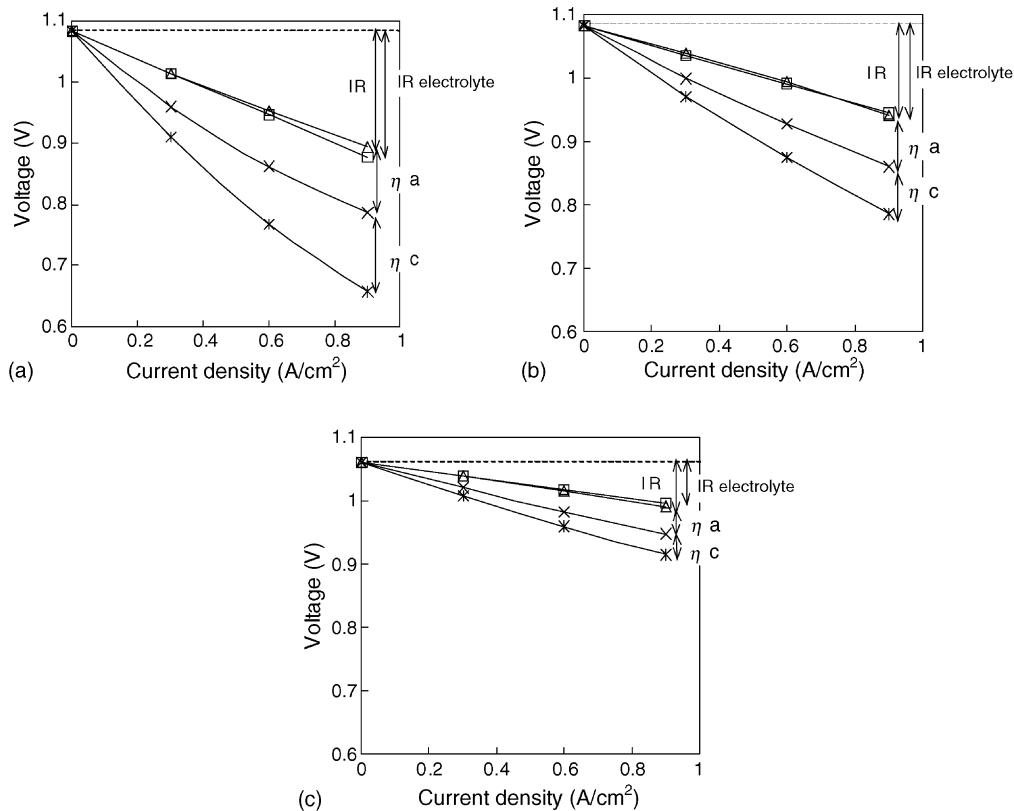 1.1
1
0.9
0.8
0.7
0.6
Voltage (V)
IR
IR electrolyte
η a
η c
0 0.2 0.4 0.6 0.8 1
(a) Current density (A/cm²)
1.1
1
0.9
0.8
0.7
0.6
Voltage (V)
IR
IR electrolyte
η a
η c
0 0.2 0.4 0.6 0.8 1
(b) Current density (A/cm²)
1.1
1
0.9
0.8
0.7
0.6
Voltage (V)
IR
IR electrolyte
η a
η c
0 0.2 0.4 0.6 0.8 1
(c) Current density (A/cm²)